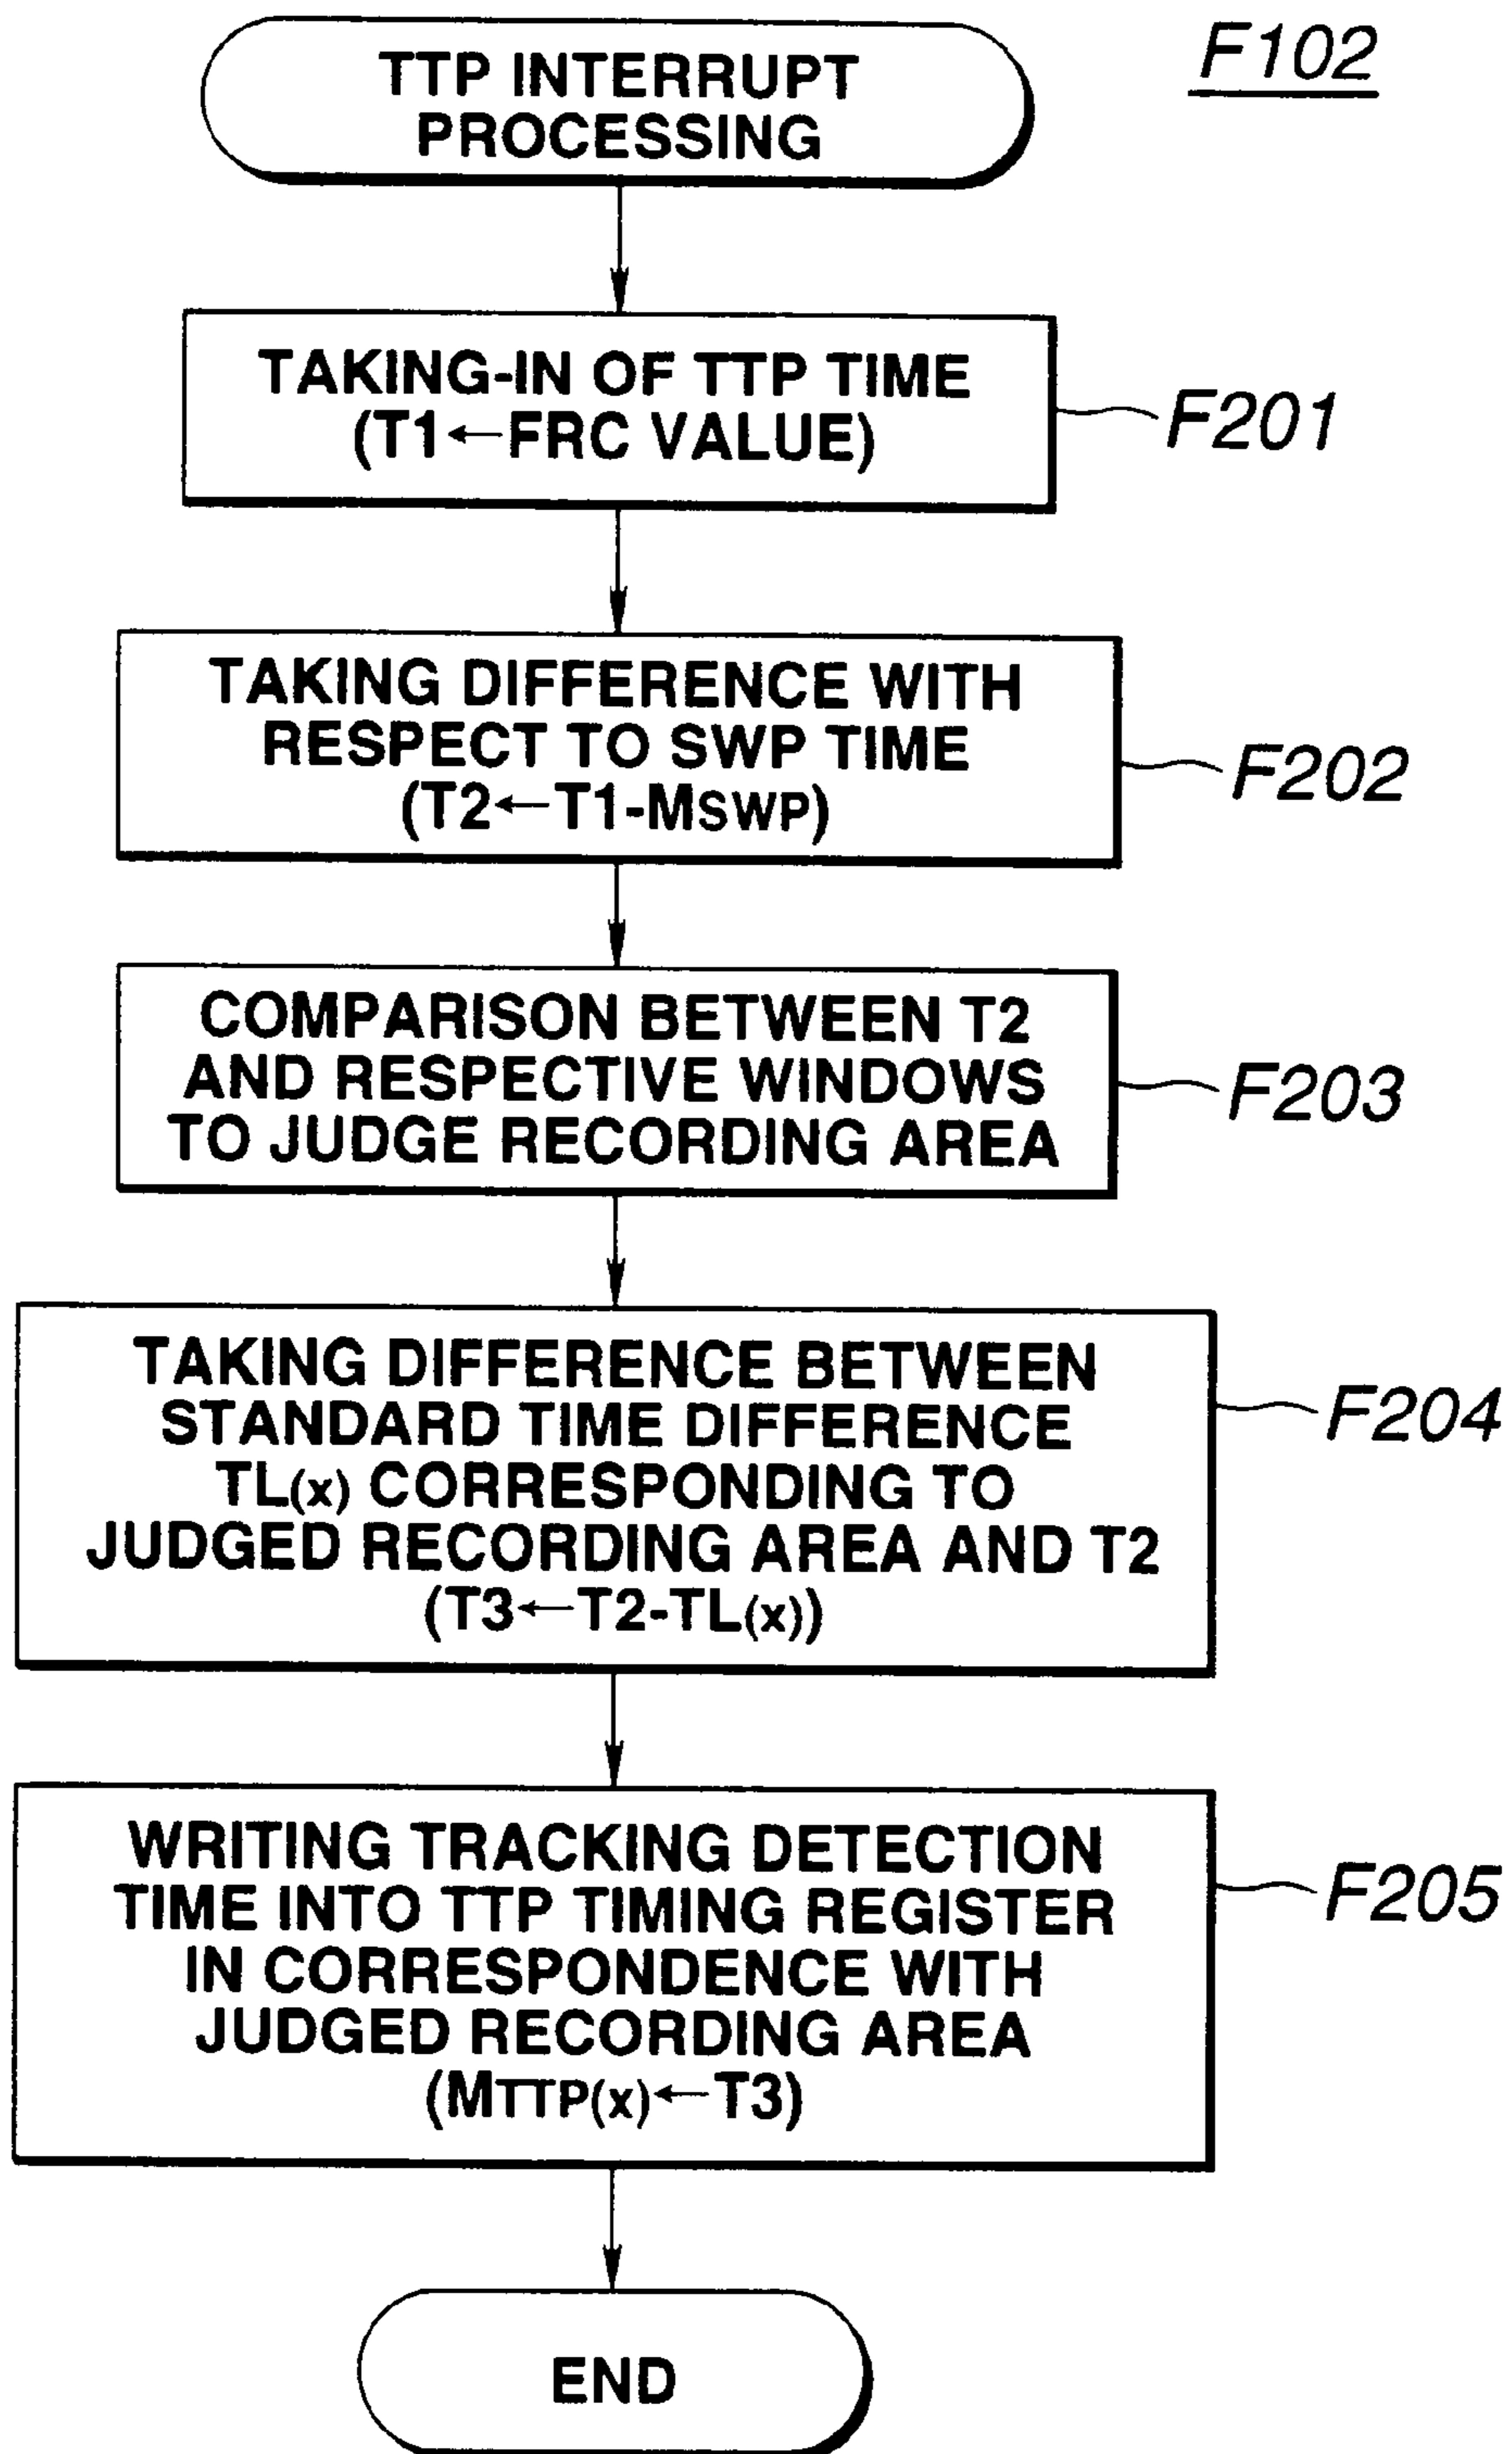 TTP INTERRUPT
PROCESSING
F102
TAKING-IN OF TTP TIME
(T1←FRC VALUE)
F201
TAKING DIFFERENCE WITH
RESPECT TO SWP TIME
(T2←T1-MSWP)
F202
COMPARISON BETWEEN T2
AND RESPECTIVE WINDOWS
TO JUDGE RECORDING AREA
F203
TAKING DIFFERENCE BETWEEN
STANDARD TIME DIFFERENCE
TL(x) CORRESPONDING TO
JUDGED RECORDING AREA AND T2
(T3←T2-TL(x))
F204
WRITING TRACKING DETECTION
TIME INTO TTP TIMING REGISTER
IN CORRESPONDENCE WITH
JUDGED RECORDING AREA
(MTTP(x)←T3)
F205
END